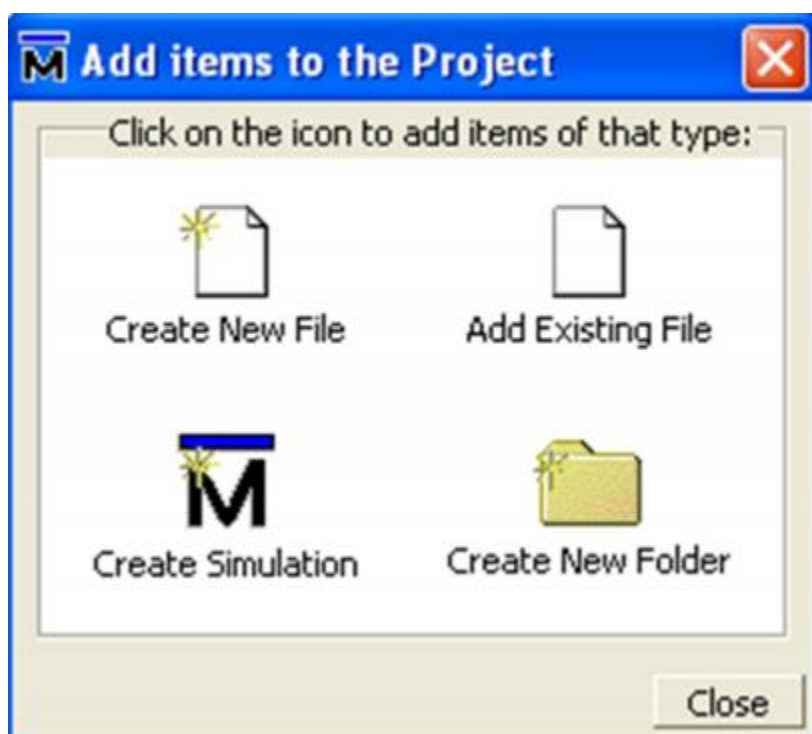 Add items to the Project
Click on the icon to add items of that type:
Create New File
Add Existing File
Create Simulation
Create New Folder
Close